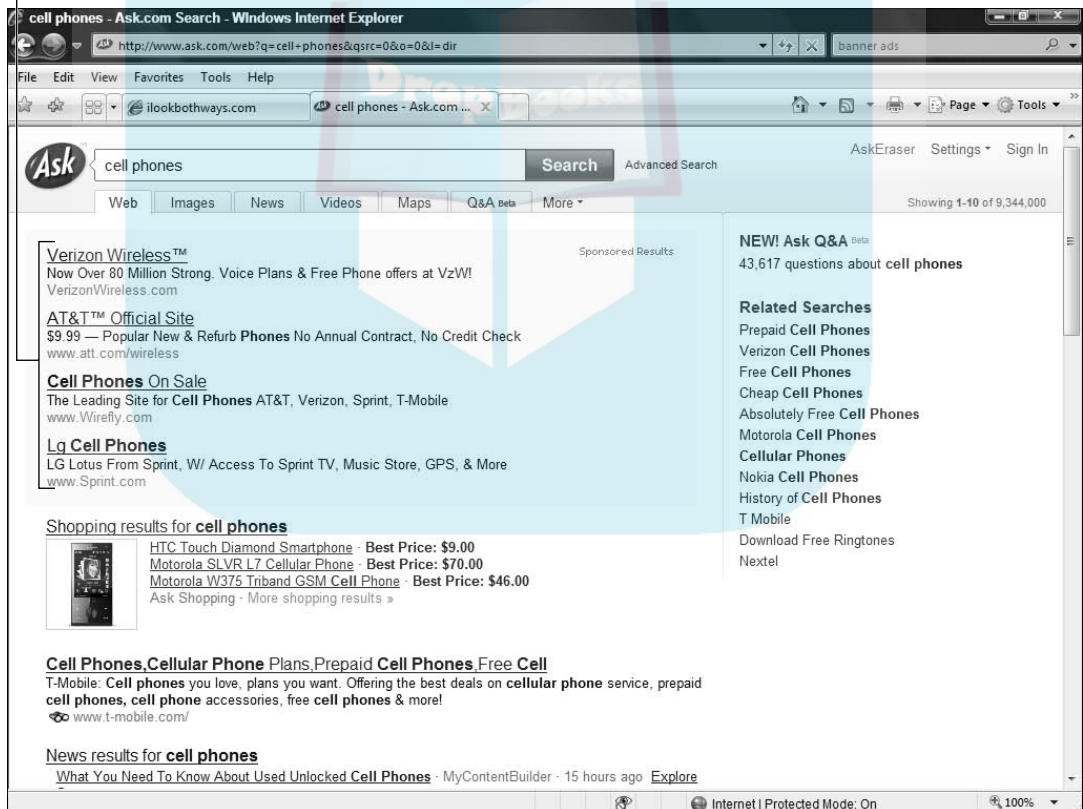 cell phones - Ask.com Search - WIndows Internet Explorer
http://www.ask.com/web?q=cell+phones&qsrc=0&o=0&l=dir
banner ads
File Edit View Favorites Tools Help
ilookbothways.com
cell phones - Ask.com ...
Page
Tools
DropBooks
Ask
cell phones
Search
Advanced Search
AskEraser Settings Sign In
Web Images News Videos Maps Q&A Beta More
Showing 1-10 of 9,344,000
Verizon Wireless™
Sponsored Results
Now Over 80 Million Strong. Voice Plans & Free Phone offers at VzW!
VerizonWireless.com
AT&T™ Official Site
$9.99 — Popular New & Refurb Phones No Annual Contract, No Credit Check
www.att.com/wireless
Cell Phones On Sale
The Leading Site for Cell Phones AT&T, Verizon, Sprint, T-Mobile
www.Wirefly.com
Lg Cell Phones
LG Lotus From Sprint, W/ Access To Sprint TV, Music Store, GPS, & More
www.Sprint.com
Shopping results for cell phones
HTC Touch Diamond Smartphone · Best Price: $9.00
Motorola SLVR L7 Cellular Phone · Best Price: $70.00
Motorola W375 Triband GSM Cell Phone · Best Price: $46.00
Ask Shopping · More shopping results »
Cell Phones,Cellular Phone Plans,Prepaid Cell Phones,Free Cell
T-Mobile: Cell phones you love, plans you want. Offering the best deals on cellular phone service, prepaid
cell phones, cell phone accessories, free cell phones & more!
www.t-mobile.com/
News results for cell phones
What You Need To Know About Used Unlocked Cell Phones · MyContentBuilder · 15 hours ago Explore
NEW! Ask Q&A Beta
43,617 questions about cell phones
Related Searches
Prepaid Cell Phones
Verizon Cell Phones
Free Cell Phones
Cheap Cell Phones
Absolutely Free Cell Phones
Motorola Cell Phones
Cellular Phones
Nokia Cell Phones
History of Cell Phones
T Mobile
Download Free Ringtones
Nextel
Internet | Protected Mode: On
100%